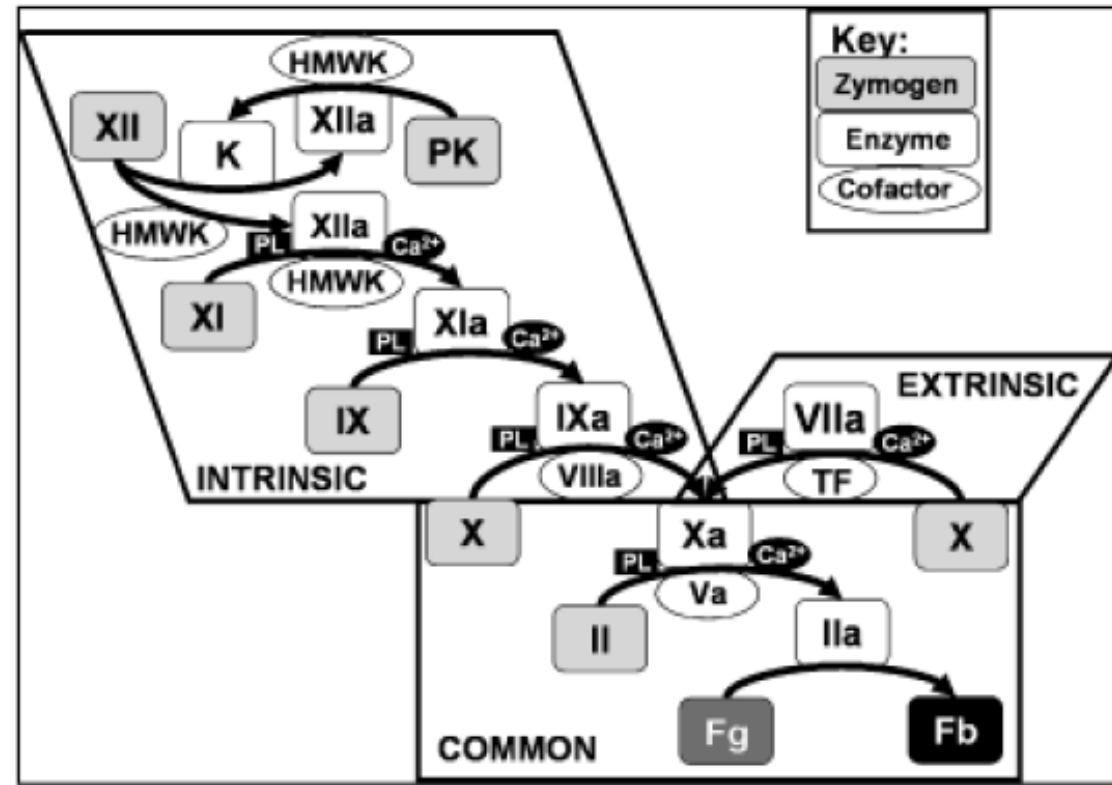 Key:
Zymogen
Enzyme
Cofactor
HMWK
XII
K
XIIa
PK
HMWK
XIIa
PL
Ca²⁺
HMWK
XI
XIa
PL
Ca²⁺
IX
IXa
PL
Ca²⁺
VIIIa
INTRINSIC
EXTRINSIC
VIIa
PL
Ca²⁺
TF
X
Xa
X
PL
Ca²⁺
Va
II
IIa
Fg
Fb
COMMON